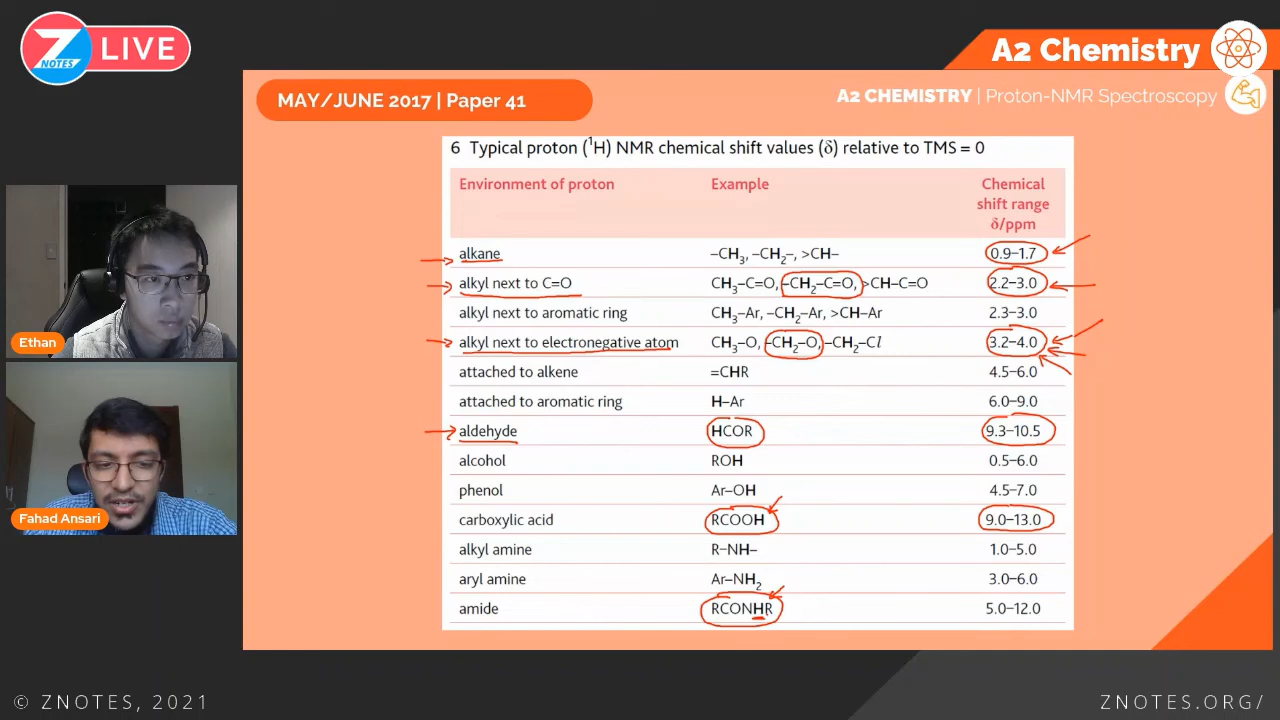 Z
NOTES
LIVE
A2 Chemistry
MAY/JUNE 2017 | Paper 41
A2 CHEMISTRY | Proton-NMR Spectroscopy
6 Typical proton (¹H) NMR chemical shift values (δ) relative to TMS = 0
Environment of proton Example Chemical
shift range
δ/ppm
alkane –CH₃, –CH₂–, >CH– 0.9–1.7
alkyl next to C=O CH₃–C=O, –CH₂–C=O, >CH–C=O 2.2–3.0
alkyl next to aromatic ring CH₃–Ar, –CH₂–Ar, >CH–Ar 2.3–3.0
alkyl next to electronegative atom CH₃–O, –CH₂–O, –CH₂–Cl 3.2–4.0
attached to alkene =CHR 4.5–6.0
attached to aromatic ring H–Ar 6.0–9.0
aldehyde HCOR 9.3–10.5
alcohol ROH 0.5–6.0
phenol Ar–OH 4.5–7.0
carboxylic acid RCOOH 9.0–13.0
alkyl amine R–NH– 1.0–5.0
aryl amine Ar–NH₂ 3.0–6.0
amide RCONHR 5.0–12.0
Ethan
Fahad Ansari
© ZNOTES, 2021
ZNOTES.ORG/